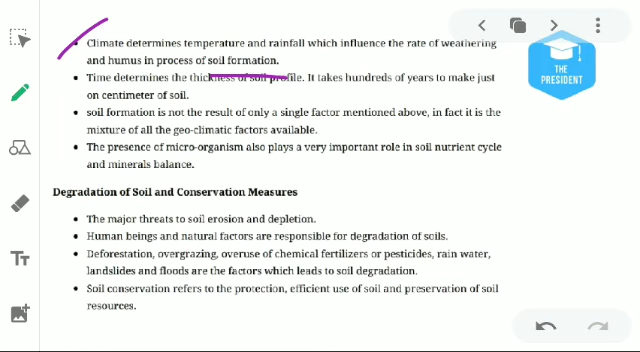 Climate determines temperature and rainfall which influence the rate of weathering
and humus in process of soil formation.
Time determines the thickness of soil profile. It takes hundreds of years to make just
on centimeter of soil.
soil formation is not the result of only a single factor mentioned above, in fact it is the
mixture of all the geo-climatic factors available.
The presence of micro-organism also plays a very important role in soil nutrient cycle
and minerals balance.
Degradation of Soil and Conservation Measures
The major threats to soil erosion and depletion.
Human beings and natural factors are responsible for degradation of soils.
Deforestation, overgrazing, overuse of chemical fertilizers or pesticides, rain water,
landslides and floods are the factors which leads to soil degradation.
Soil conservation refers to the protection, efficient use of soil and preservation of soil
resources.
THE
PRESIDENT
Tт